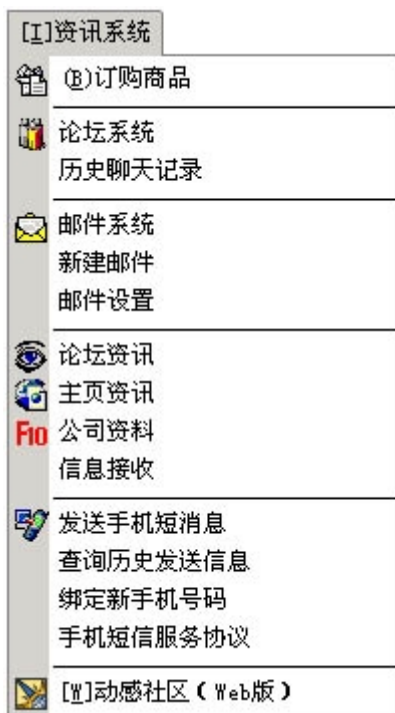 [I]资讯系统
(B)订购商品
论坛系统
历史聊天记录
邮件系统
新建邮件
邮件设置
论坛资讯
主页资讯
F10 公司资料
信息接收
发送手机短消息
查询历史发送信息
绑定新手机号码
手机短信服务协议
[W]动感社区(Web版)